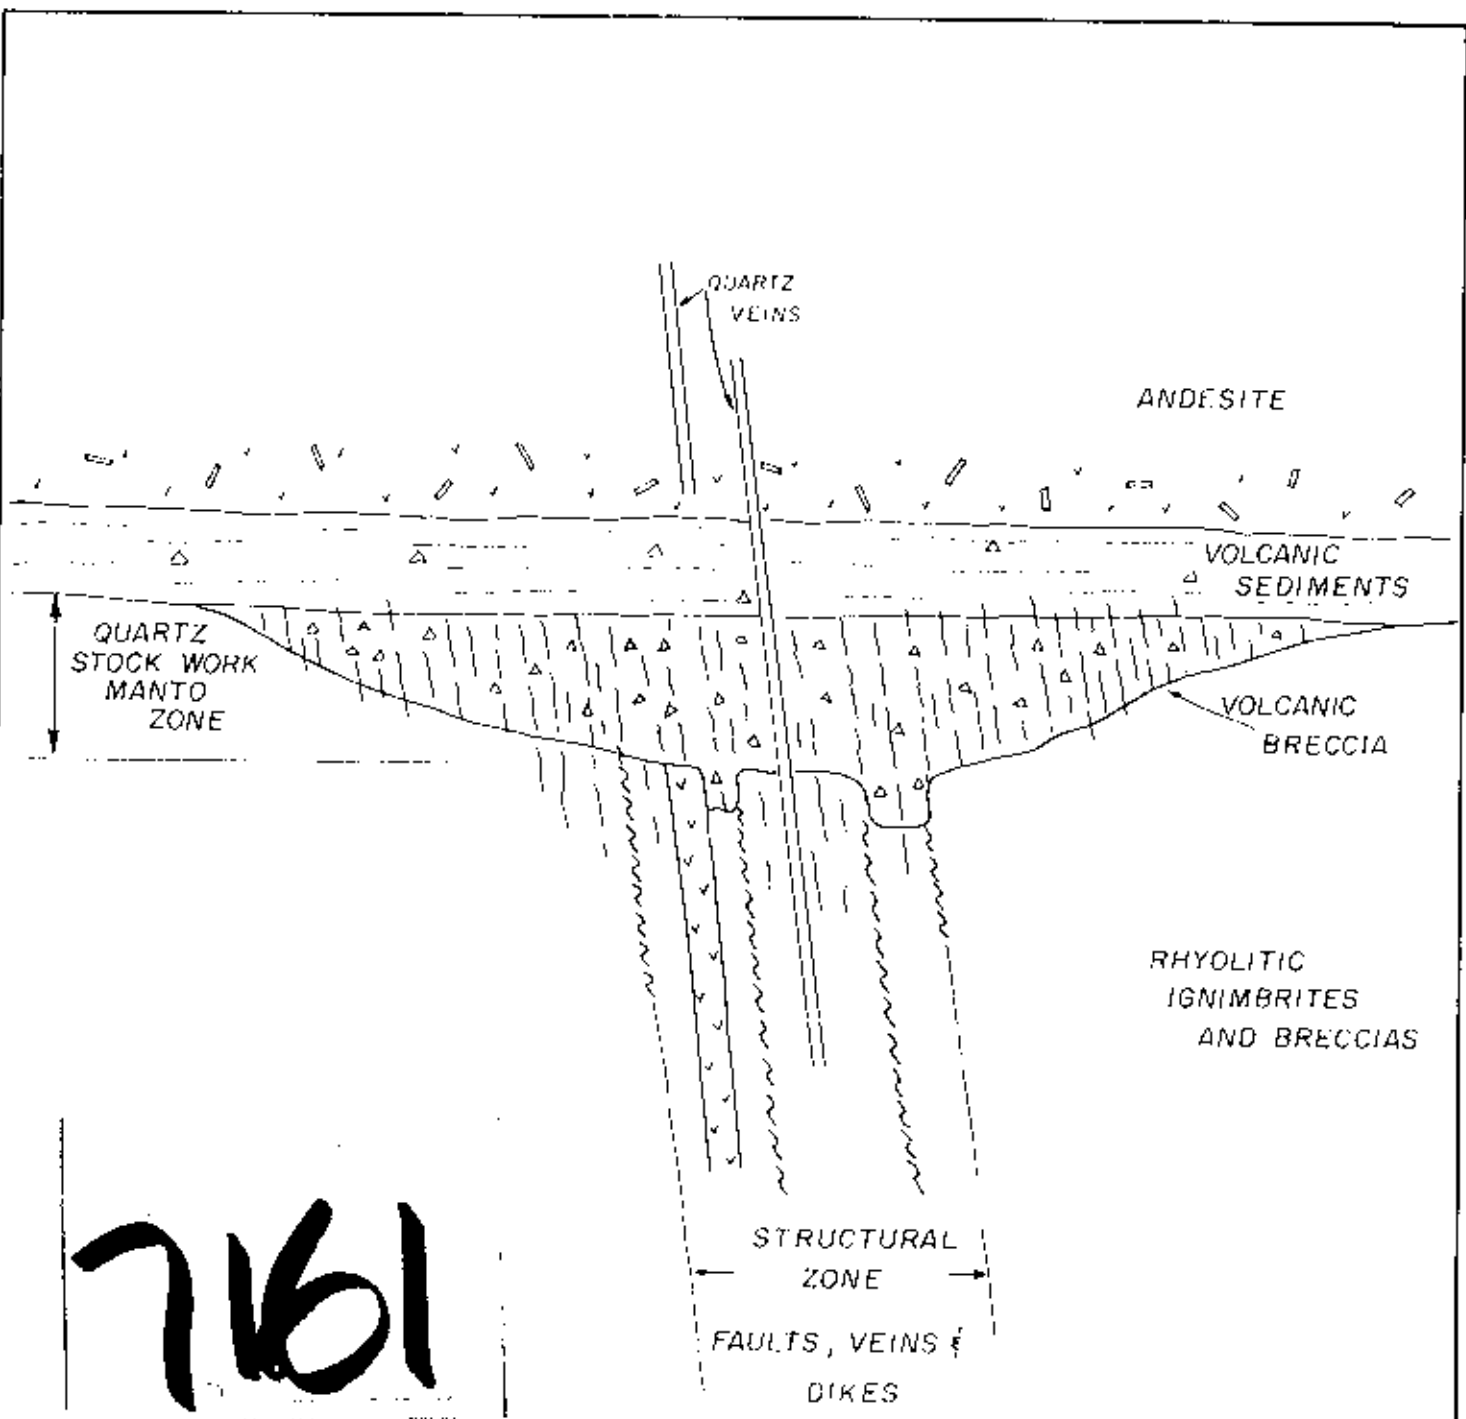 QUARTZ
VEINS
ANDESITE
VOLCANIC
SEDIMENTS
QUARTZ
STOCK WORK
MANTO
ZONE
VOLCANIC
BRECCIA
RHYOLITIC
IGNIMBRITES
AND BRECCIAS
STRUCTURAL
ZONE
FAULTS, VEINS &
DIKES
7161